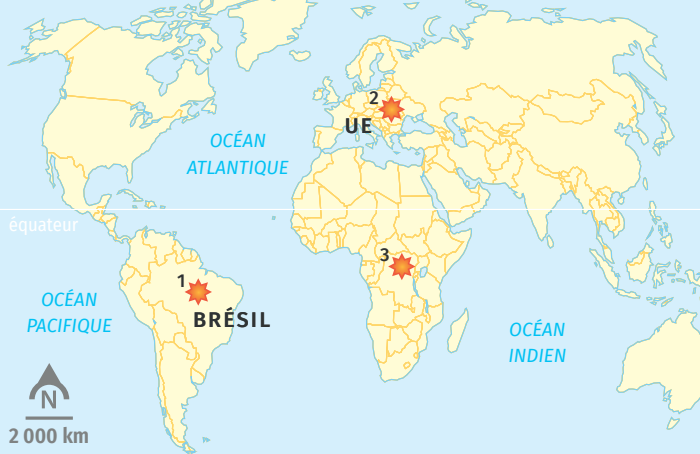 2
UE
OCÉAN
ATLANTIQUE
équateur
3
1
OCÉAN
PACIFIQUE
BRÉSIL
OCÉAN
INDIEN
N
2 000 km